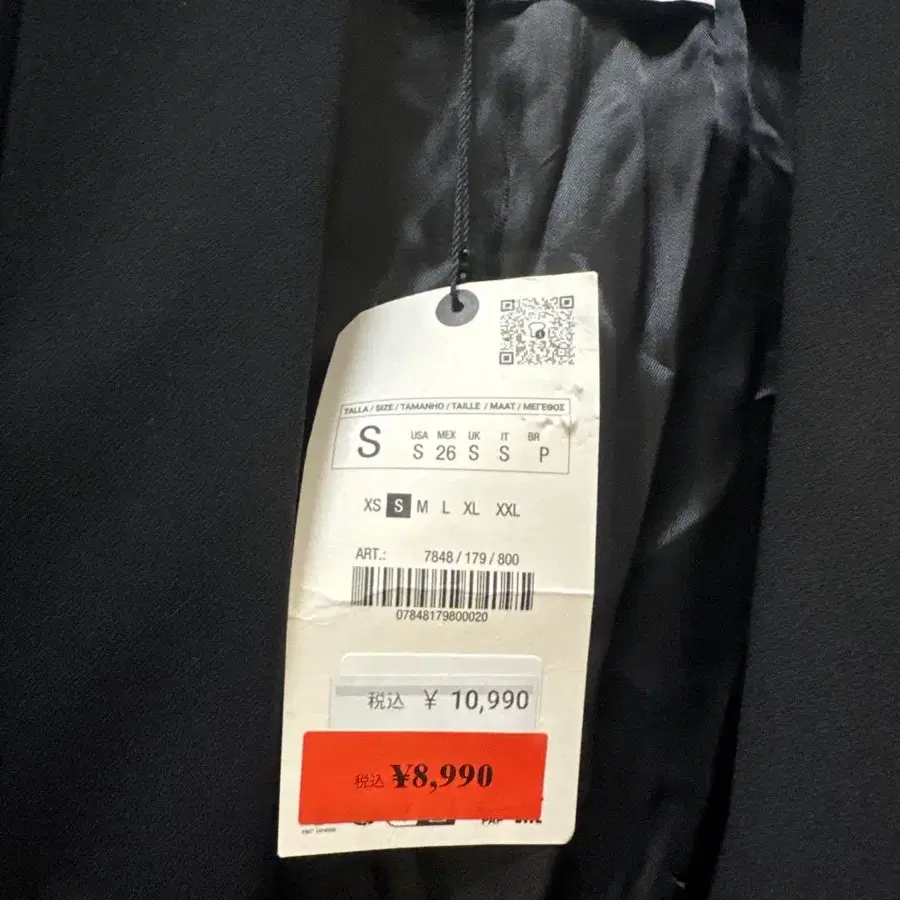 TALLA / SIZE / TAMANHO / TAILLE / MAAT / ΜΕΓΕΘΟΣ
S
USA MEX UK IT BR
S 26 S S P
XS S M L XL XXL
ART.: 7848 / 179 / 800
07848179800020
税込 ¥ 10,990
税込 ¥8,990